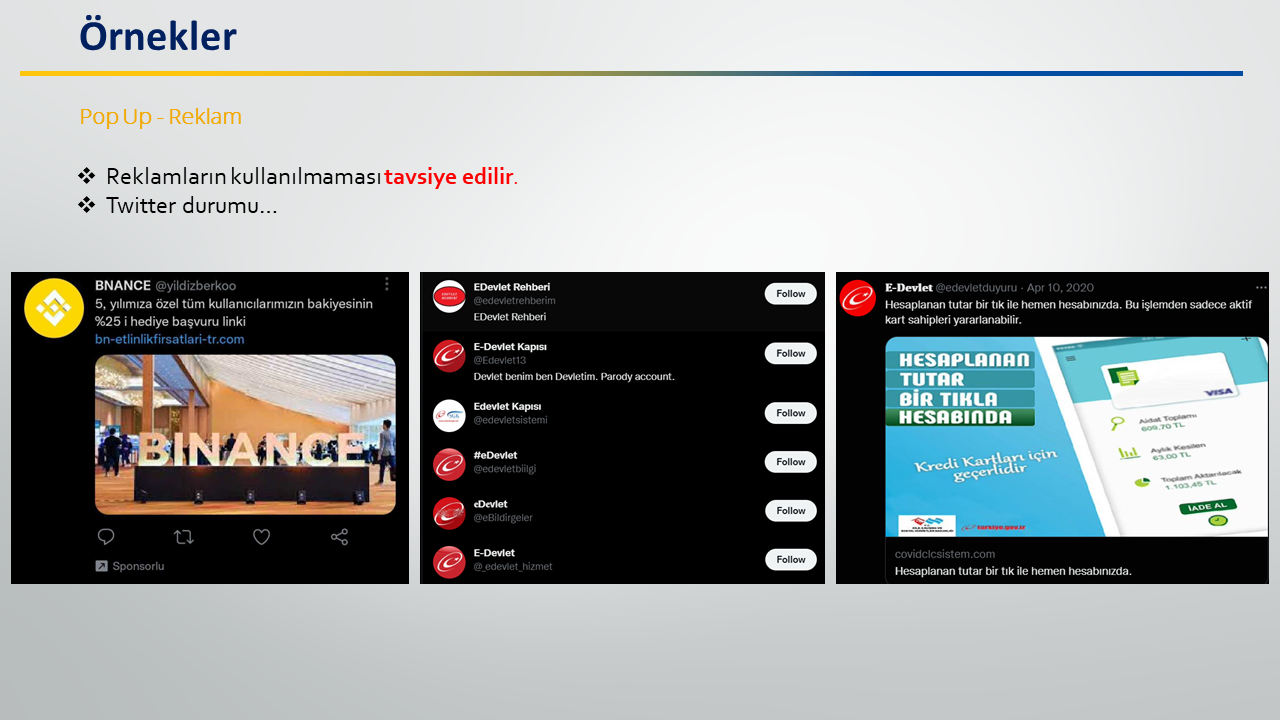 Örnekler
Pop Up - Reklam
❖ Reklamların kullanılmaması tavsiye edilir.
❖ Twitter durumu...
BNANCE @yildizberkoo
5, yılımıza özel tüm kullanıcılarımızın bakiyesinin
%25 i hediye başvuru linki
bn-etlinlikfirsatlari-tr.com
BINANCE
Sponsorlu
EDevlet Rehberi
@edevletrehberim
EDevlet Rehberi
Follow
E-Devlet Kapısı
@Edevlet13
Devlet benim ben Devletim. Parody account.
Follow
Edevlet Kapısı
@edevletsistemi
Follow
#eDevlet
@edevletbiilgi
Follow
eDevlet
@eBildirgeler
Follow
E-Devlet
@_edevlet_hizmet
Follow
E-Devlet @edevletduyuru · Apr 10, 2020
Hesaplanan tutar bir tık ile hemen hesabınızda. Bu işlemden sadece aktif
kart sahipleri yararlanabilir.
HESAPLANAN
TUTAR
BİR TIKLA
HESABINDA
Kredi Kartları için
geçerlidir
VISA
Aidat Toplamı
609,70 TL
Aylık Kesilen
63,00 TL
Toplam Aktarılacak
1.103,45 TL
İADE AL
turkiye.gov.tr
covidclcsistem.com
Hesaplanan tutar bir tık ile hemen hesabınızda.